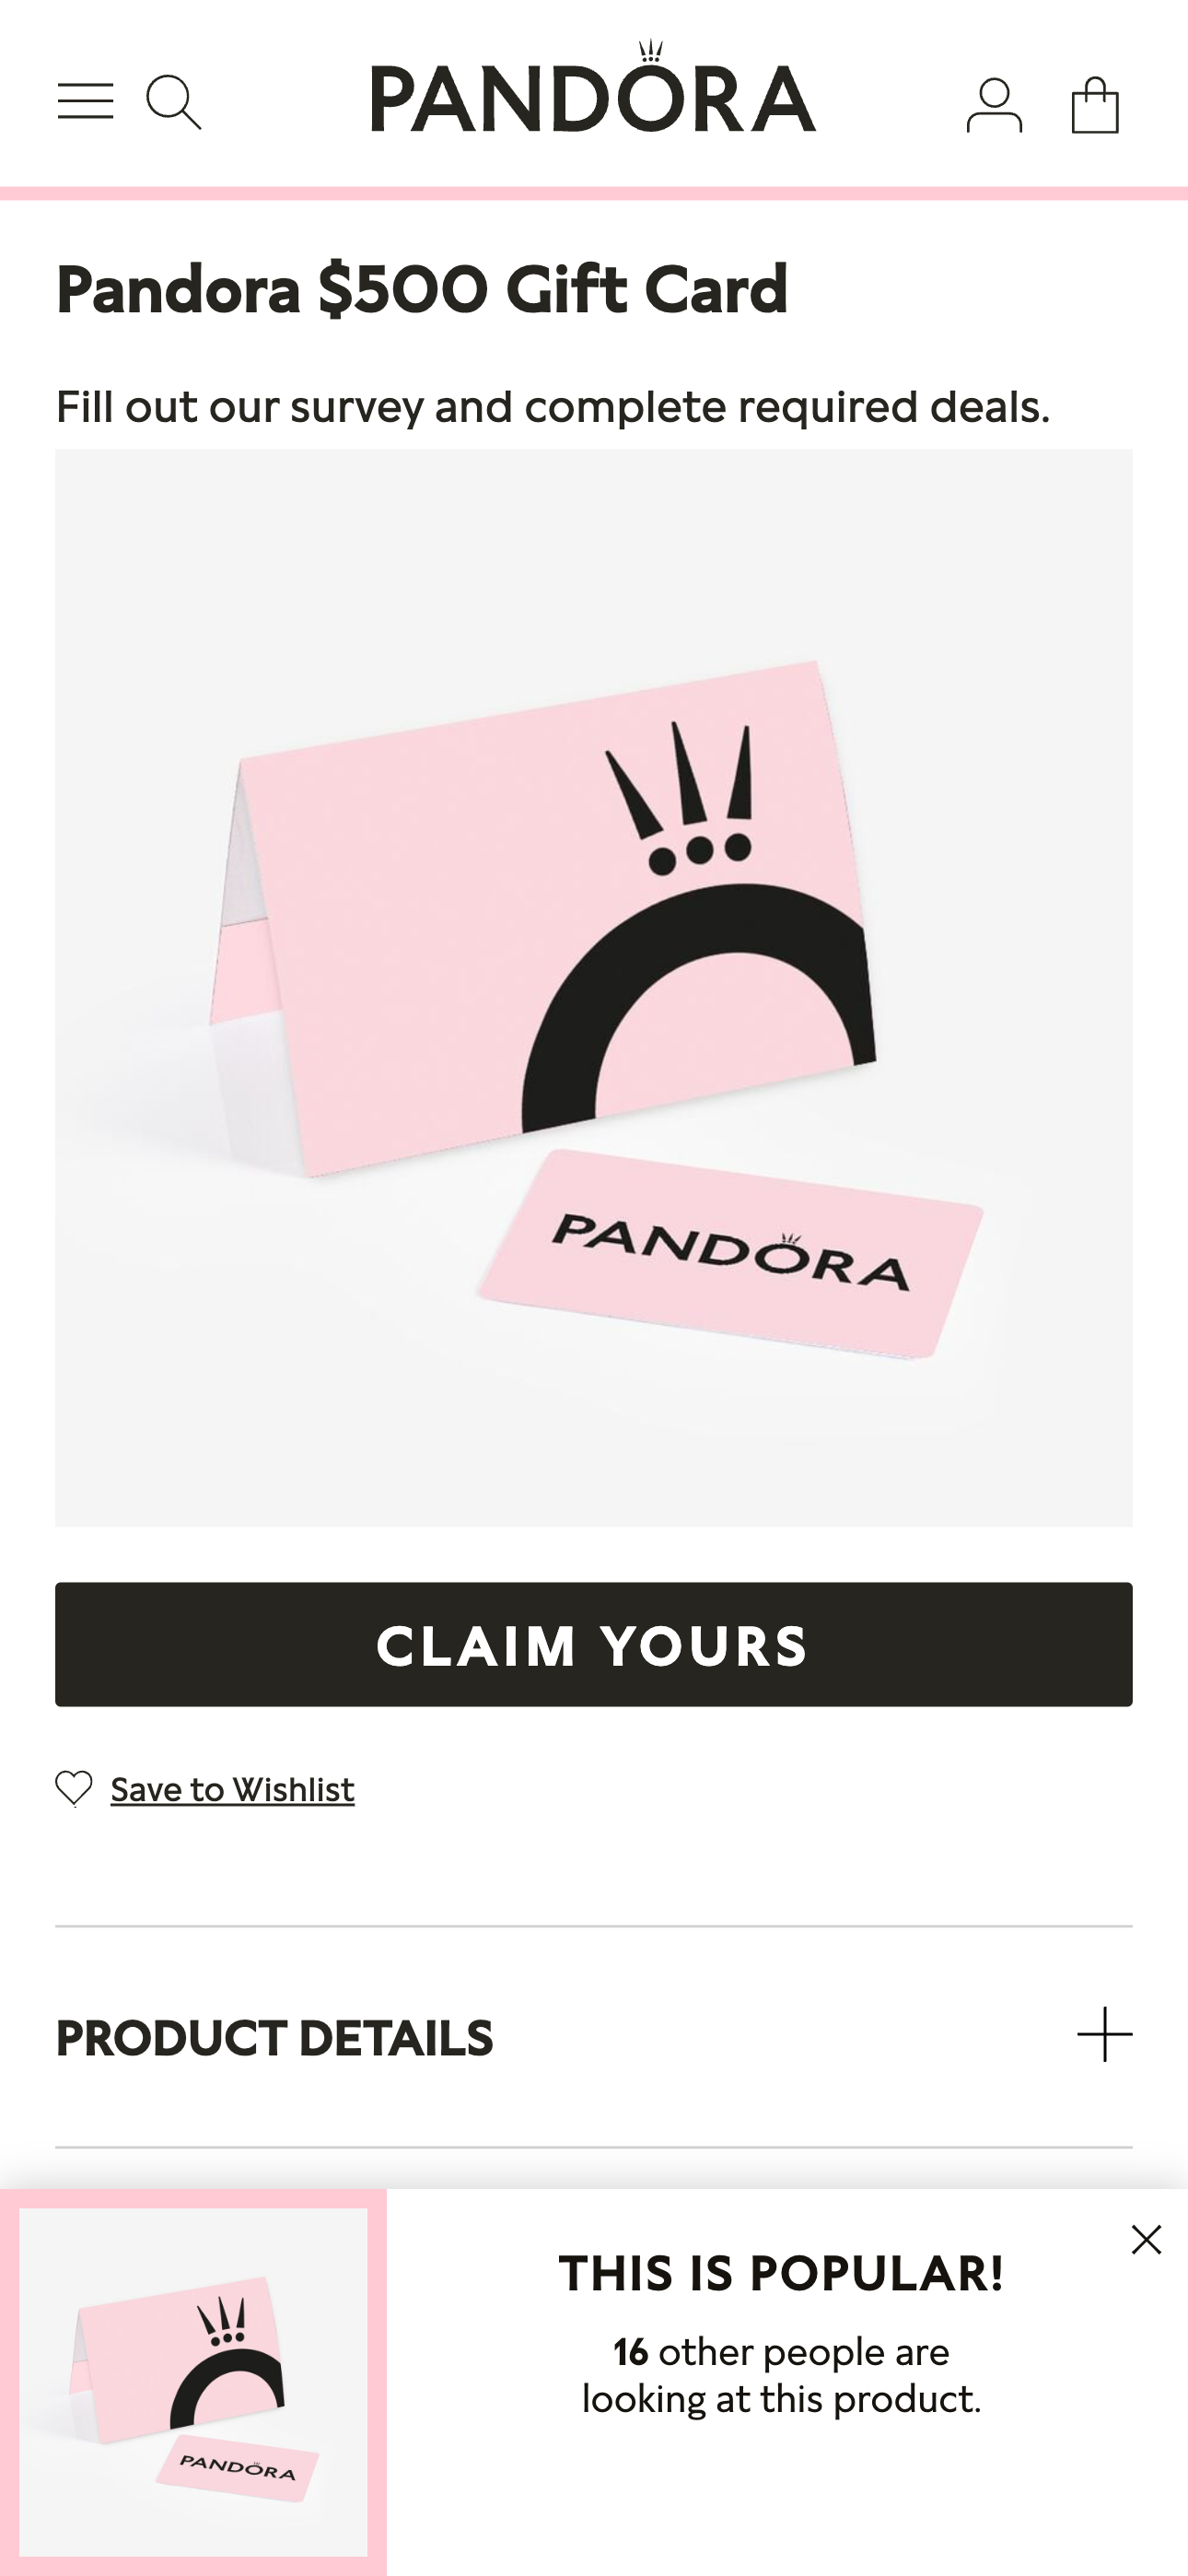 PANDORA
Pandora $500 Gift Card
Fill out our survey and complete required deals.
PANDORA
CLAIM YOURS
Save to Wishlist
PRODUCT DETAILS
THIS IS POPULAR!
16 other people are
looking at this product.
PANDORA